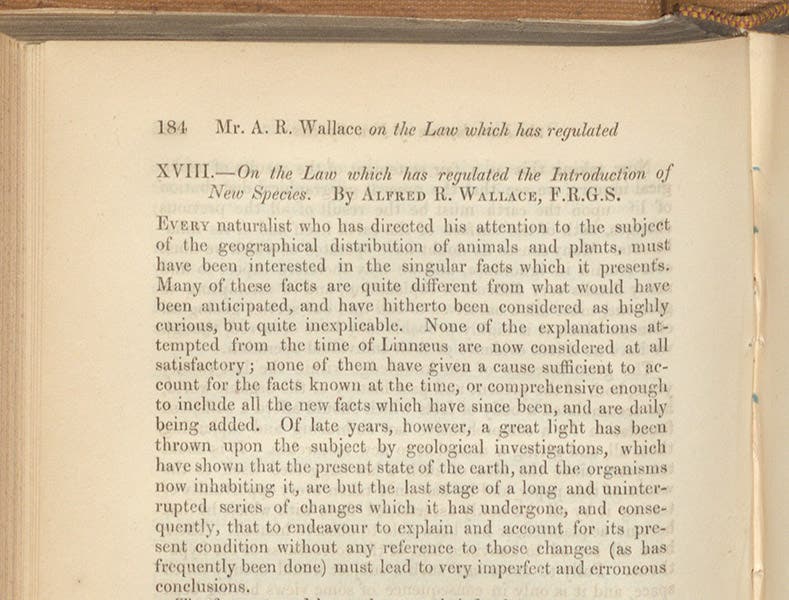 184 Mr. A. R. Wallace on the Law which has regulated
XVIII.—On the Law which has regulated the Introduction of
New Species. By ALFRED R. WALLACE, F.R.G.S.
EVERY naturalist who has directed his attention to the subject
of the geographical distribution of animals and plants, must
have been interested in the singular facts which it presents.
Many of these facts are quite different from what would have
been anticipated, and have hitherto been considered as highly
curious, but quite inexplicable. None of the explanations at-
tempted from the time of Linnæus are now considered at all
satisfactory; none of them have given a cause sufficient to ac-
count for the facts known at the time, or comprehensive enough
to include all the new facts which have since been, and are daily
being added. Of late years, however, a great light has been
thrown upon the subject by geological investigations, which
have shown that the present state of the earth, and the organisms
now inhabiting it, are but the last stage of a long and uninter-
rupted series of changes which it has undergone, and conse-
quently, that to endeavour to explain and account for its pre-
sent condition without any reference to those changes (as has
frequently been done) must lead to very imperfect and erroneous
conclusions.